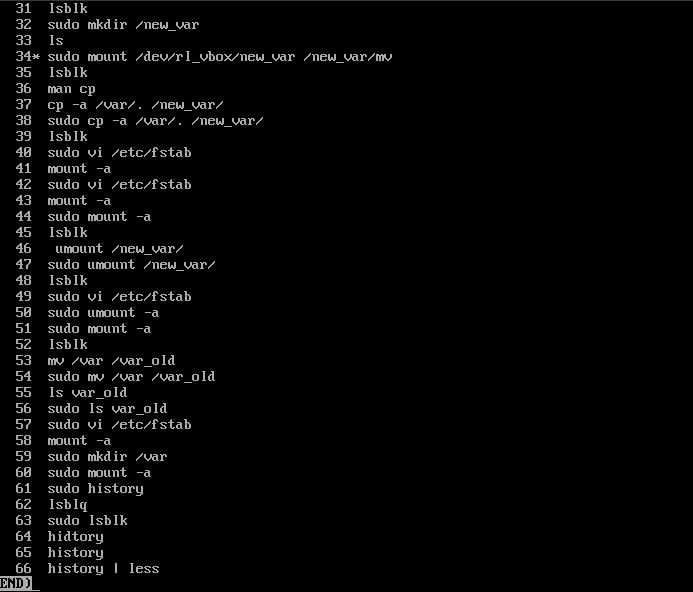 31 lsblk
32 sudo mkdir /new_var
33 ls
34* sudo mount /dev/rl_vbox/new_var /new_var/mv
35 lsblk
36 man cp
37 cp -a /var/. /new_var/
38 sudo cp -a /var/. /new_var/
39 lsblk
40 sudo vi /etc/fstab
41 mount -a
42 sudo vi /etc/fstab
43 mount -a
44 sudo mount -a
45 lsblk
46  umount /new_var/
47 sudo umount /new_var/
48 lsblk
49 sudo vi /etc/fstab
50 sudo umount -a
51 sudo mount -a
52 lsblk
53 mv /var /var_old
54 sudo mv /var /var_old
55 ls var_old
56 sudo ls var_old
57 sudo vi /etc/fstab
58 mount -a
59 sudo mkdir /var
60 sudo mount -a
61 sudo history
62 lsblq
63 sudo lsblk
64 hidtory
65 history
66 history | less
END)